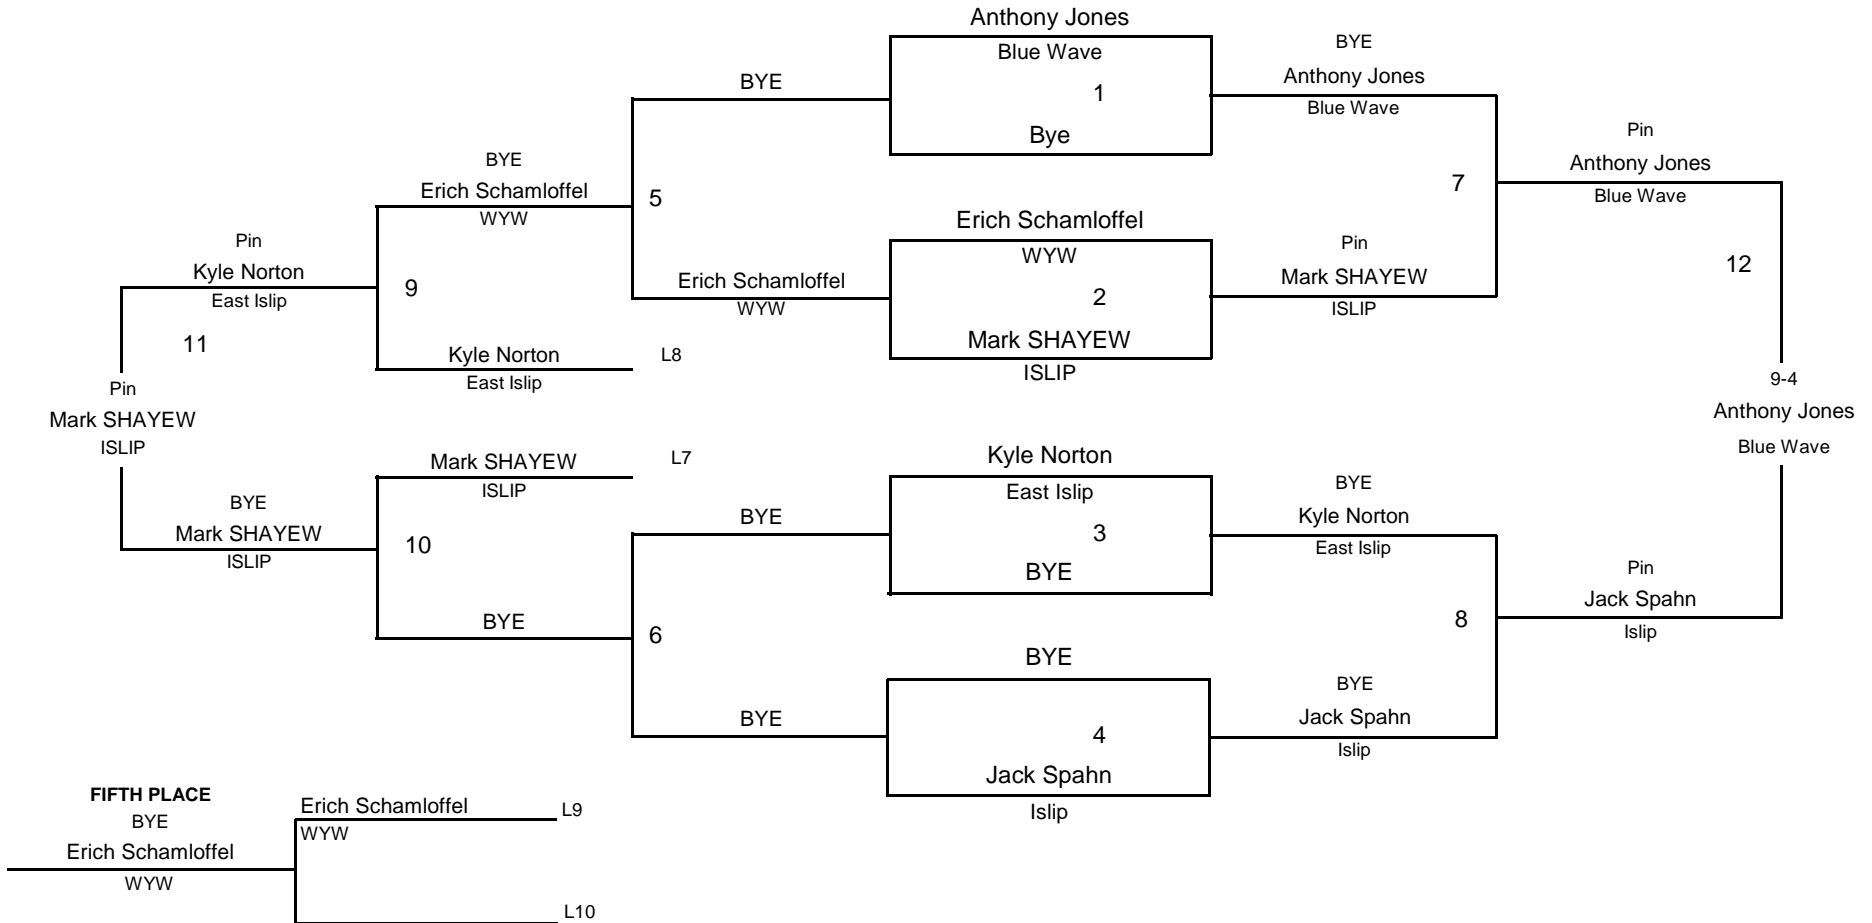 Anthony Jones
Blue Wave
1
Bye
BYE
Anthony Jones
Blue Wave
BYE
Pin
Anthony Jones
Blue Wave
7
5
BYE
Erich Schamloffel
WYW
Erich Schamloffel
WYW
2
Mark SHAYEW
ISLIP
Pin
Mark SHAYEW
ISLIP
12
Erich Schamloffel
WYW
Pin
Kyle Norton
East Islip
9
11
Kyle Norton
East Islip
L8
Pin
Mark SHAYEW
ISLIP
9-4
Anthony Jones
Blue Wave
Mark SHAYEW
ISLIP
L7
Kyle Norton
East Islip
3
BYE
BYE
Kyle Norton
East Islip
BYE
BYE
Mark SHAYEW
ISLIP
10
BYE
6
8
Pin
Jack Spahn
Islip
BYE
4
Jack Spahn
Islip
BYE
BYE
Jack Spahn
Islip
FIFTH PLACE
BYE
Erich Schamloffel
WYW
Erich Schamloffel
WYW
L9
L10